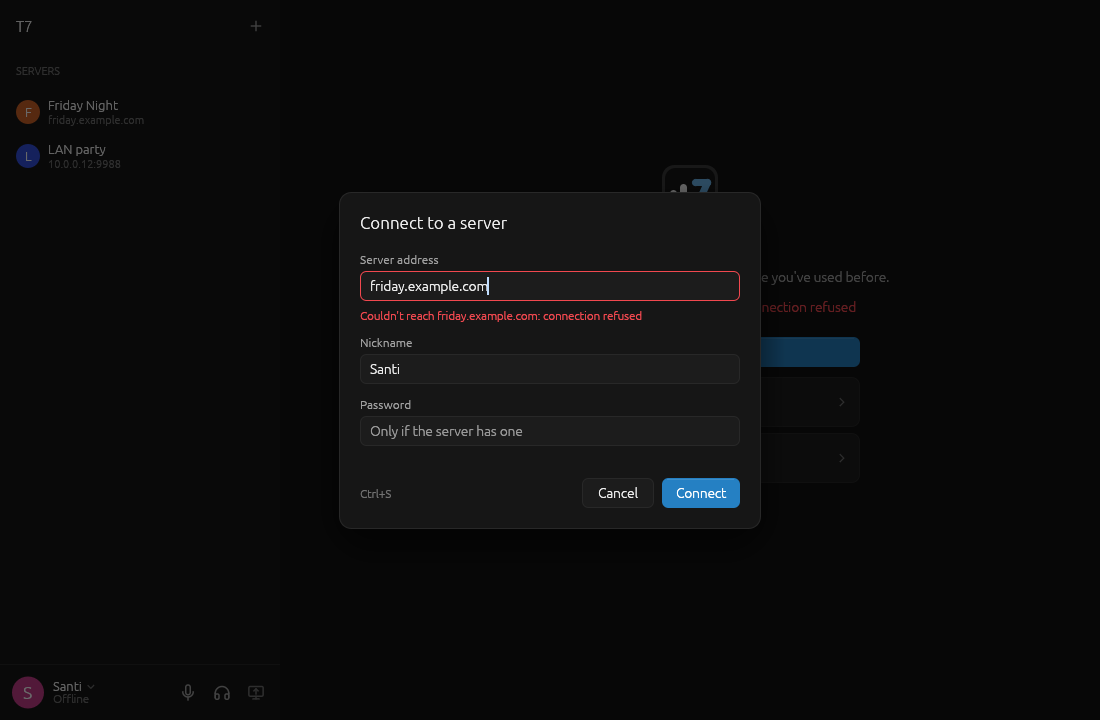 T7
SERVERS
F
Friday Night
friday.example.com
L
LAN party
10.0.0.12:9988
7
Connect to a server
Server address
friday.example.com
Couldn't reach friday.example.com: connection refused
Nickname
Santi
Password
Only if the server has one
Ctrl+S
Cancel
Connect
you've used before.
refused
S
Santi
Offline